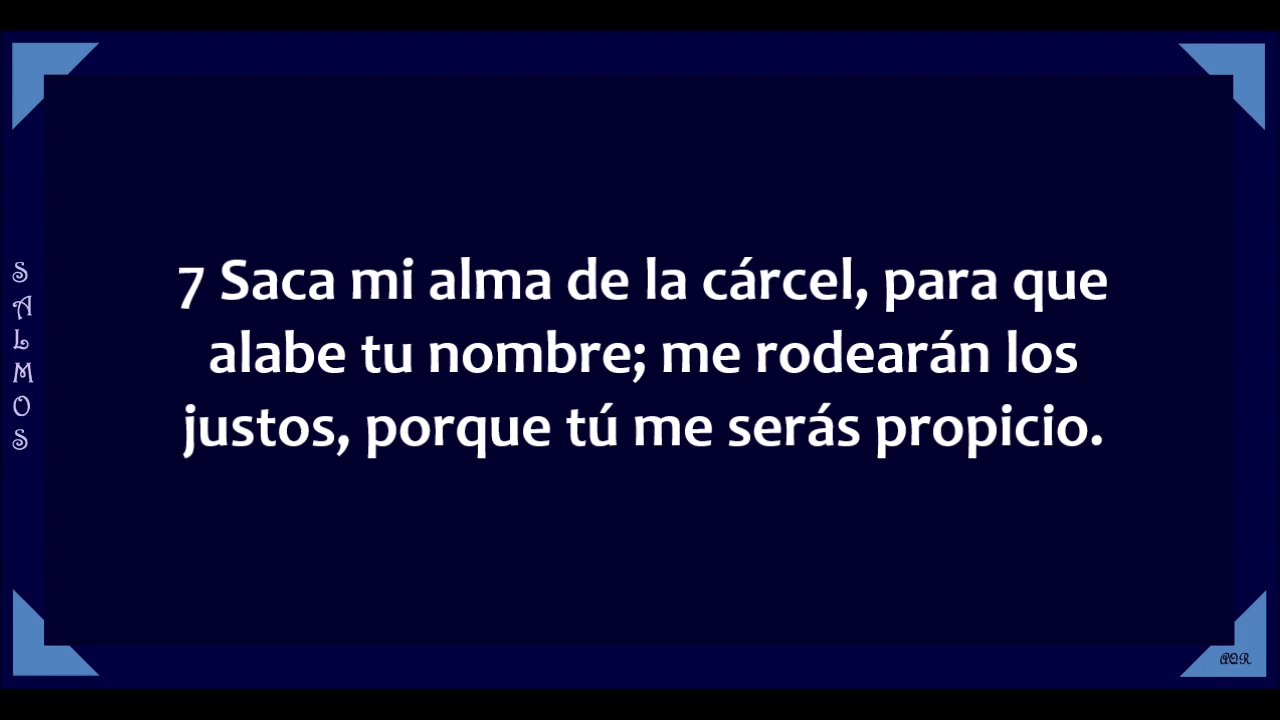 SALMOS
7 Saca mi alma de la cárcel, para que
alabe tu nombre; me rodearán los
justos, porque tú me serás propicio.